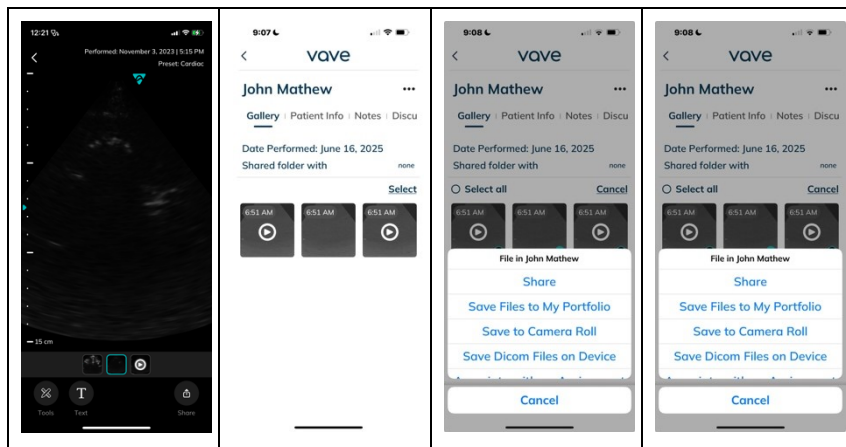 12:21
Performed: November 3, 2023 | 5:15 PM
Preset: Cardiac
15 cm
Tools
T
Text
Share
9:07
vave
John Mathew
Gallery | Patient Info | Notes | Discu
Date Performed: June 16, 2025
Shared folder with none
Select
6:51 AM 6:51 AM 6:51 AM
9:08
vave
John Mathew
Gallery | Patient Info | Notes | Discu
Date Performed: June 16, 2025
Shared folder with none
Select all Cancel
6:51 AM 6:51 AM 6:51 AM
File in John Mathew
Share
Save Files to My Portfolio
Save to Camera Roll
Save Dicom Files on Device
Cancel
9:08
vave
John Mathew
Gallery | Patient Info | Notes | Discu
Date Performed: June 16, 2025
Shared folder with none
Select all Cancel
6:51 AM 6:51 AM 6:51 AM
File in John Mathew
Share
Save Files to My Portfolio
Save to Camera Roll
Save Dicom Files on Device
Cancel